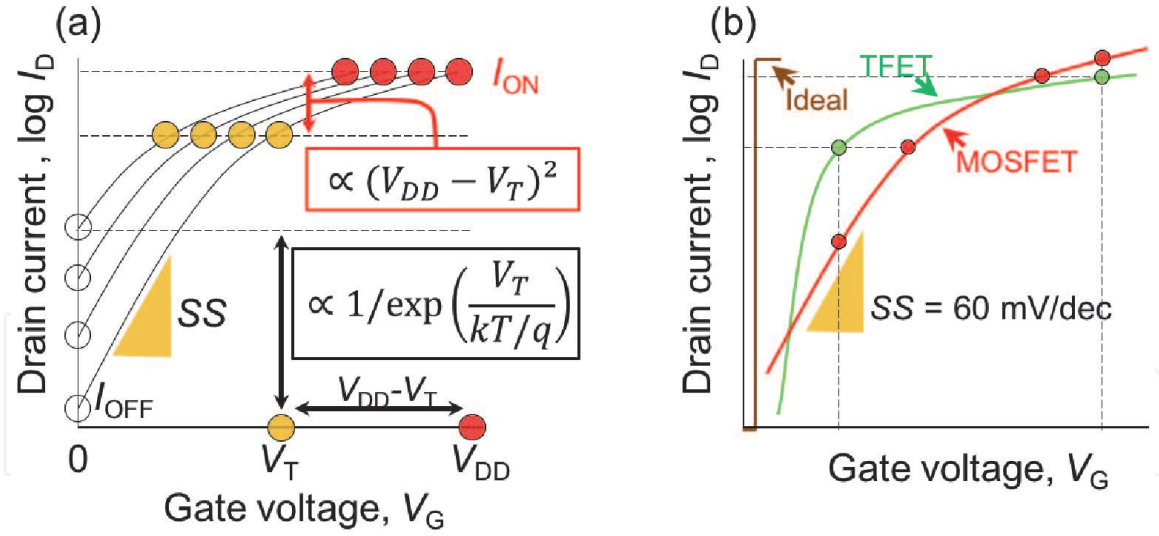 (a)
Drain current , log I_D
I_ON
∝ (V_DD − V_T)²
SS
∝ 1/exp(V_T/(kT/q))
I_OFF
V_DD-V_T
0
V_T
V_DD
Gate voltage, V_G
(b)
Drain current , log I_D
TFET
Ideal
MOSFET
SS = 60 mV/dec
Gate voltage, V_G